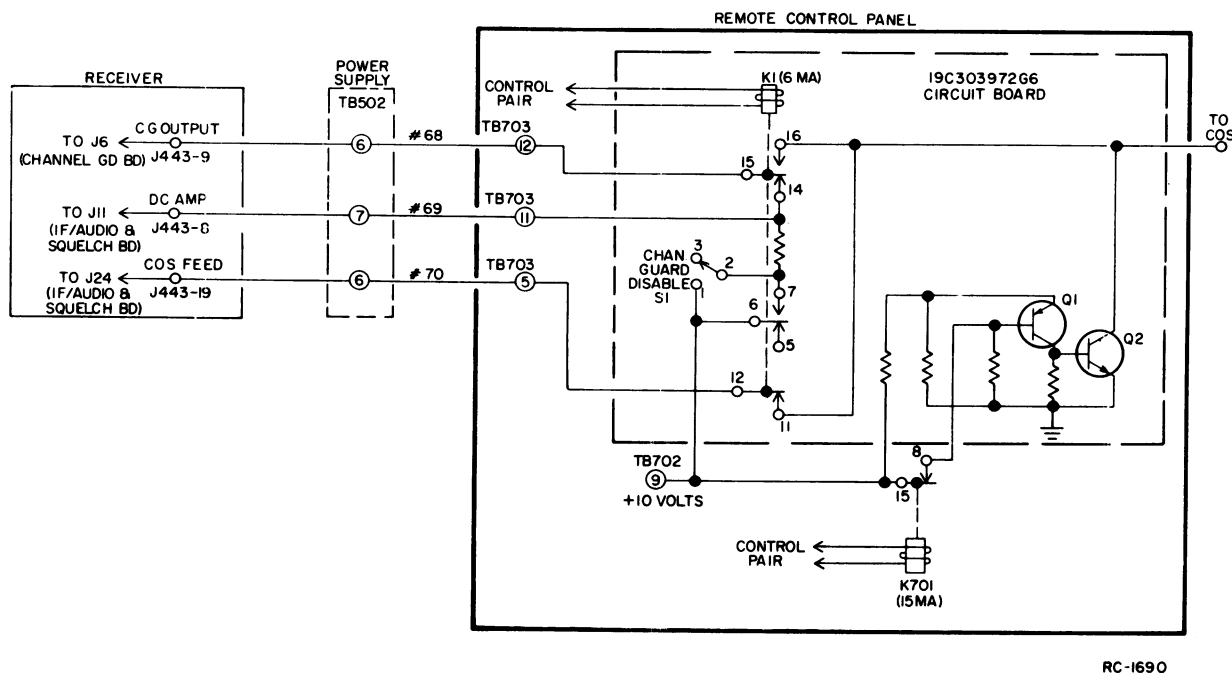 REMOTE CONTROL PANEL
RECEIVER
POWER
SUPPLY
TB502
CONTROL
PAIR
K1 (6 MA)
19C303972G6
CIRCUIT BOARD
TO
COS
CG OUTPUT
TO J6
(CHANNEL GD BD)
J443-9
6
#68
TB703
12
16
15
14
DC AMP
TO J11
(IF/AUDIO &
SQUELCH BD)
J443-8
7
#69
TB703
11
COS FEED
TO J24
(IF/AUDIO &
SQUELCH BD)
J443-19
6
#70
TB703
5
CHAN.
GUARD
DISABLE
S1
3
2
1
7
6
5
12
11
Q1
Q2
TB702
9
+10 VOLTS
8
15
CONTROL
PAIR
K701
(15MA)
RC-1690